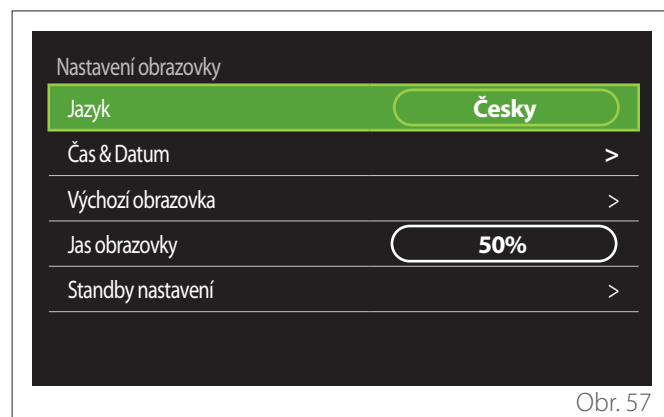 Nastavení obrazovky
Jazyk Česky
Čas & Datum >
Výchozí obrazovka >
Jas obrazovky 50%
Standby nastavení >
Obr. 57